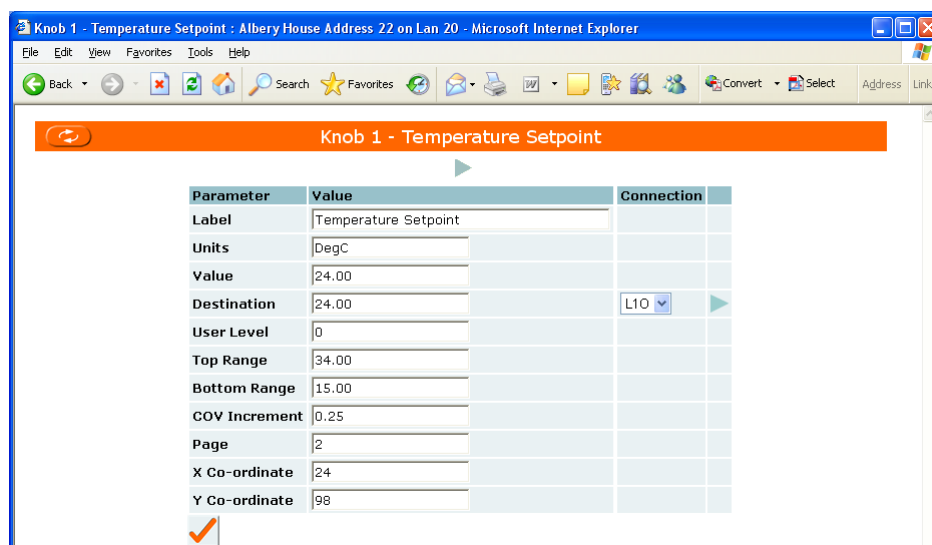 Knob 1 - Temperature Setpoint : Albery House Address 22 on Lan 20 - Microsoft Internet Explorer
File Edit View Favorites Tools Help
Back Search Favorites W Convert Select Address Link
Knob 1 - Temperature Setpoint
Parameter Value Connection
Label Temperature Setpoint
Units DegC
Value 24.00
Destination 24.00 L1O
User Level 0
Top Range 34.00
Bottom Range 15.00
COV Increment 0.25
Page 2
X Co-ordinate 24
Y Co-ordinate 98